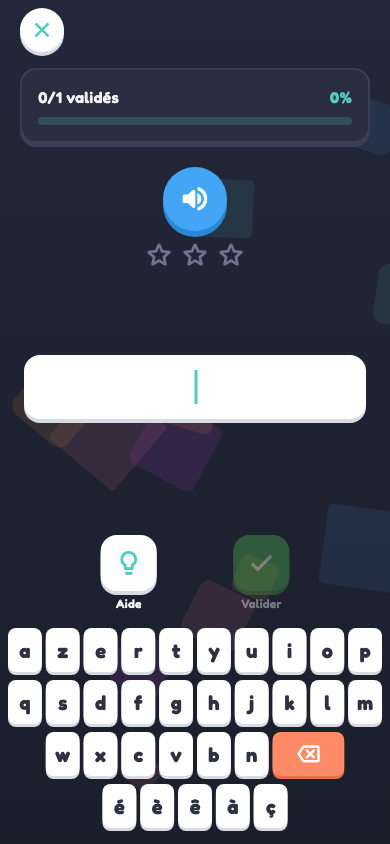 0/1 validés 0%
Aide Valider
a z e r t y u i o p
q s d f g h j k l m
w x c v b n
é è ê à ç